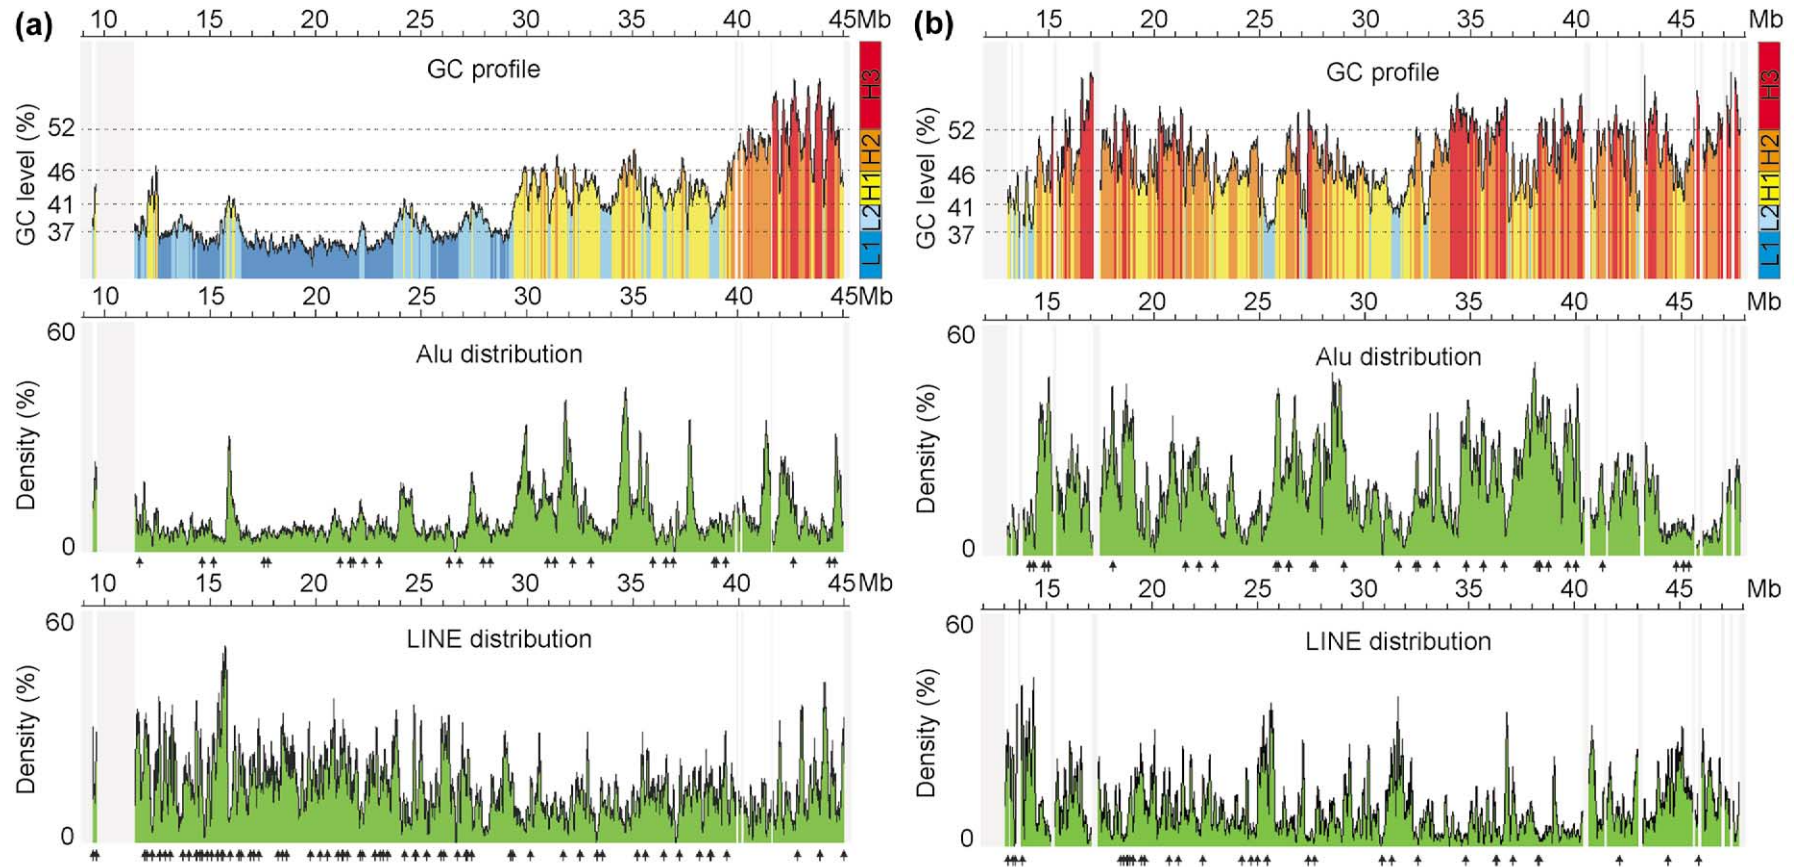 (a)
10 15 20 25 30 35 40 45Mb
GC profile
GC level (%)
52
46
41
37
H3
H2
H1
L2
L1
10 15 20 25 30 35 40 45Mb
Alu distribution
Density (%)
60
0
10 15 20 25 30 35 40 45Mb
LINE distribution
Density (%)
60
0
(b)
15 20 25 30 35 40 45 Mb
GC profile
GC level (%)
52
46
41
37
H3
H2
H1
L2
L1
15 20 25 30 35 40 45 Mb
Alu distribution
Density (%)
60
0
15 20 25 30 35 40 45 Mb
LINE distribution
Density (%)
60
0